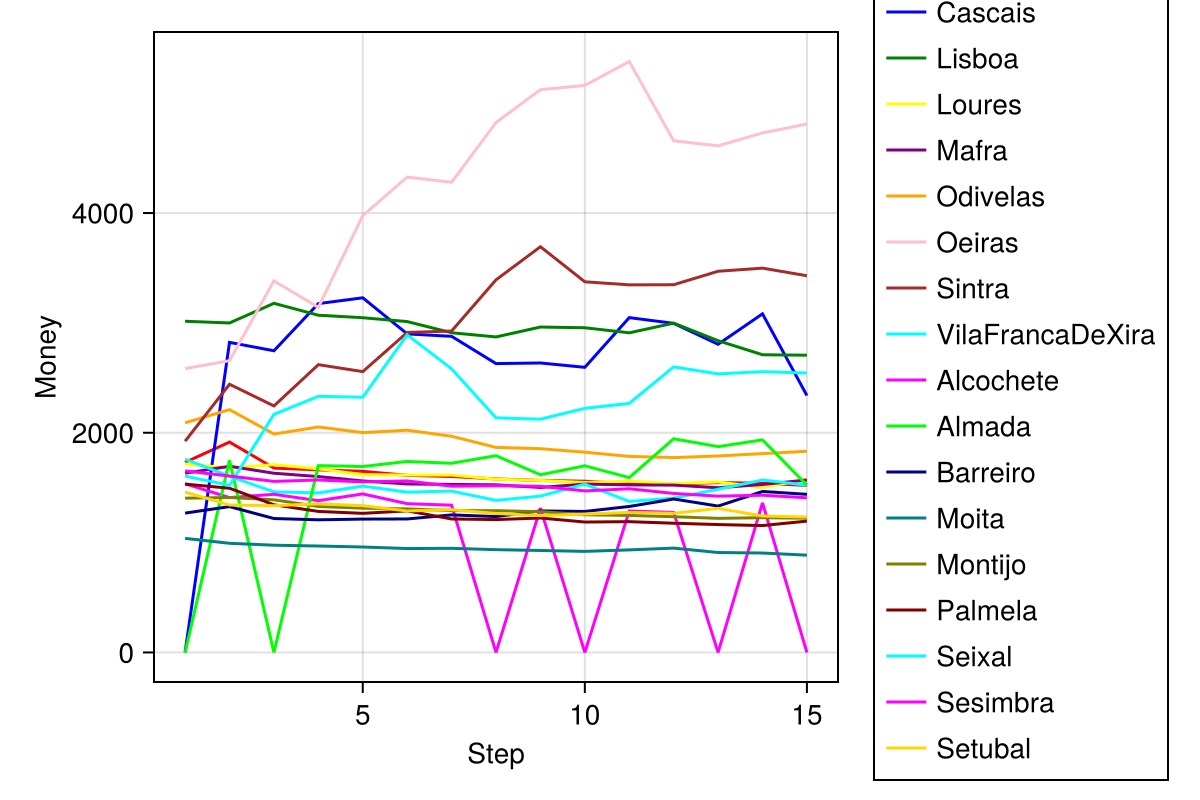 Money
4000
2000
0
5
10
15
Step
Cascais
Lisboa
Loures
Mafra
Odivelas
Oeiras
Sintra
VilaFrancaDeXira
Alcochete
Almada
Barreiro
Moita
Montijo
Palmela
Seixal
Sesimbra
Setubal